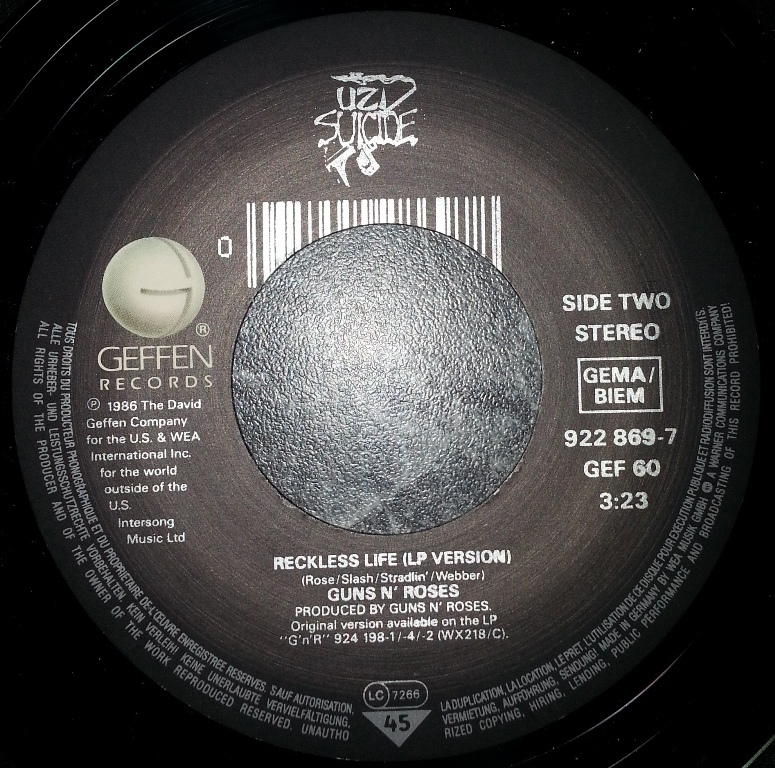 UZI
SUICIDE
0
GEFFEN
RECORDS
®
℗ 1986 The David
Geffen Company
for the U.S. & WEA
International Inc.
for the world
outside of the
U.S.
Intersong
Music Ltd
SIDE TWO
STEREO
GEMA/
BIEM
922 869-7
GEF 60
3:23
RECKLESS LIFE (LP VERSION)
(Rose/Slash/Stradlin'/Webber)
GUNS N' ROSES
PRODUCED BY GUNS N' ROSES.
Original version available on the LP
"G'n'R" 924 198-1/-4/-2 (WX218/C).
LC 7266
45
TOUS DROITS DU PRODUCTEUR PHONOGRAPHIQUE ET DU PROPRIETAIRE DE L'ŒUVRE ENREGISTREE RESERVES. SAUF AUTORISATION,
LA DUPLICATION, LA LOCATION, LE PRET, L'UTILISATION DE CE DISQUE POUR EXECUTION PUBLIQUE ET RADIODIFFUSION SONT INTERDITS.
ALLE URHEBER- UND LEISTUNGSSCHUTZRECHTE VORBEHALTEN. KEIN VERLEIH! KEINE UNERLAUBTE VERVIELFÄLTIGUNG,
VERMIETUNG, AUFFÜHRUNG, SENDUNG! MADE IN GERMANY BY WEA MUSIK GMBH. A WARNER COMMUNICATIONS COMPANY
ALL RIGHTS OF THE PRODUCER AND OF THE OWNER OF THE WORK REPRODUCED RESERVED. UNAUTHO
RIZED COPYING, HIRING, LENDING, PUBLIC PERFORMANCE AND BROADCASTING OF THIS RECORD PROHIBITED!